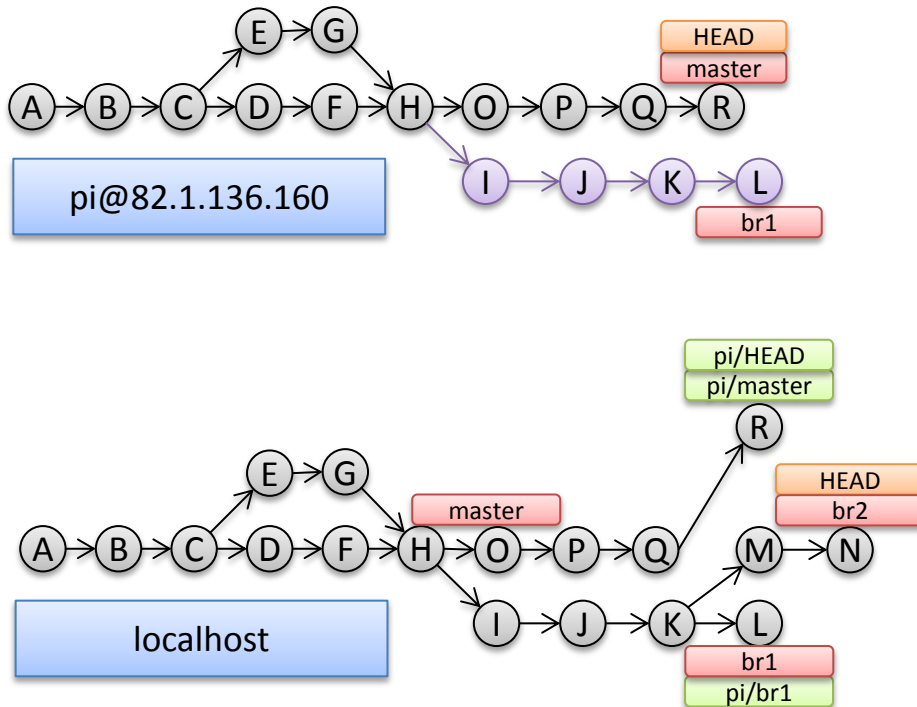 E G
HEAD
master
A B C D F H O P Q R
pi@82.1.136.160
I J K L
br1
pi/HEAD
pi/master
R
E G
HEAD
master
br2
A B C D F H O P Q M N
localhost
I J K L
br1
pi/br1